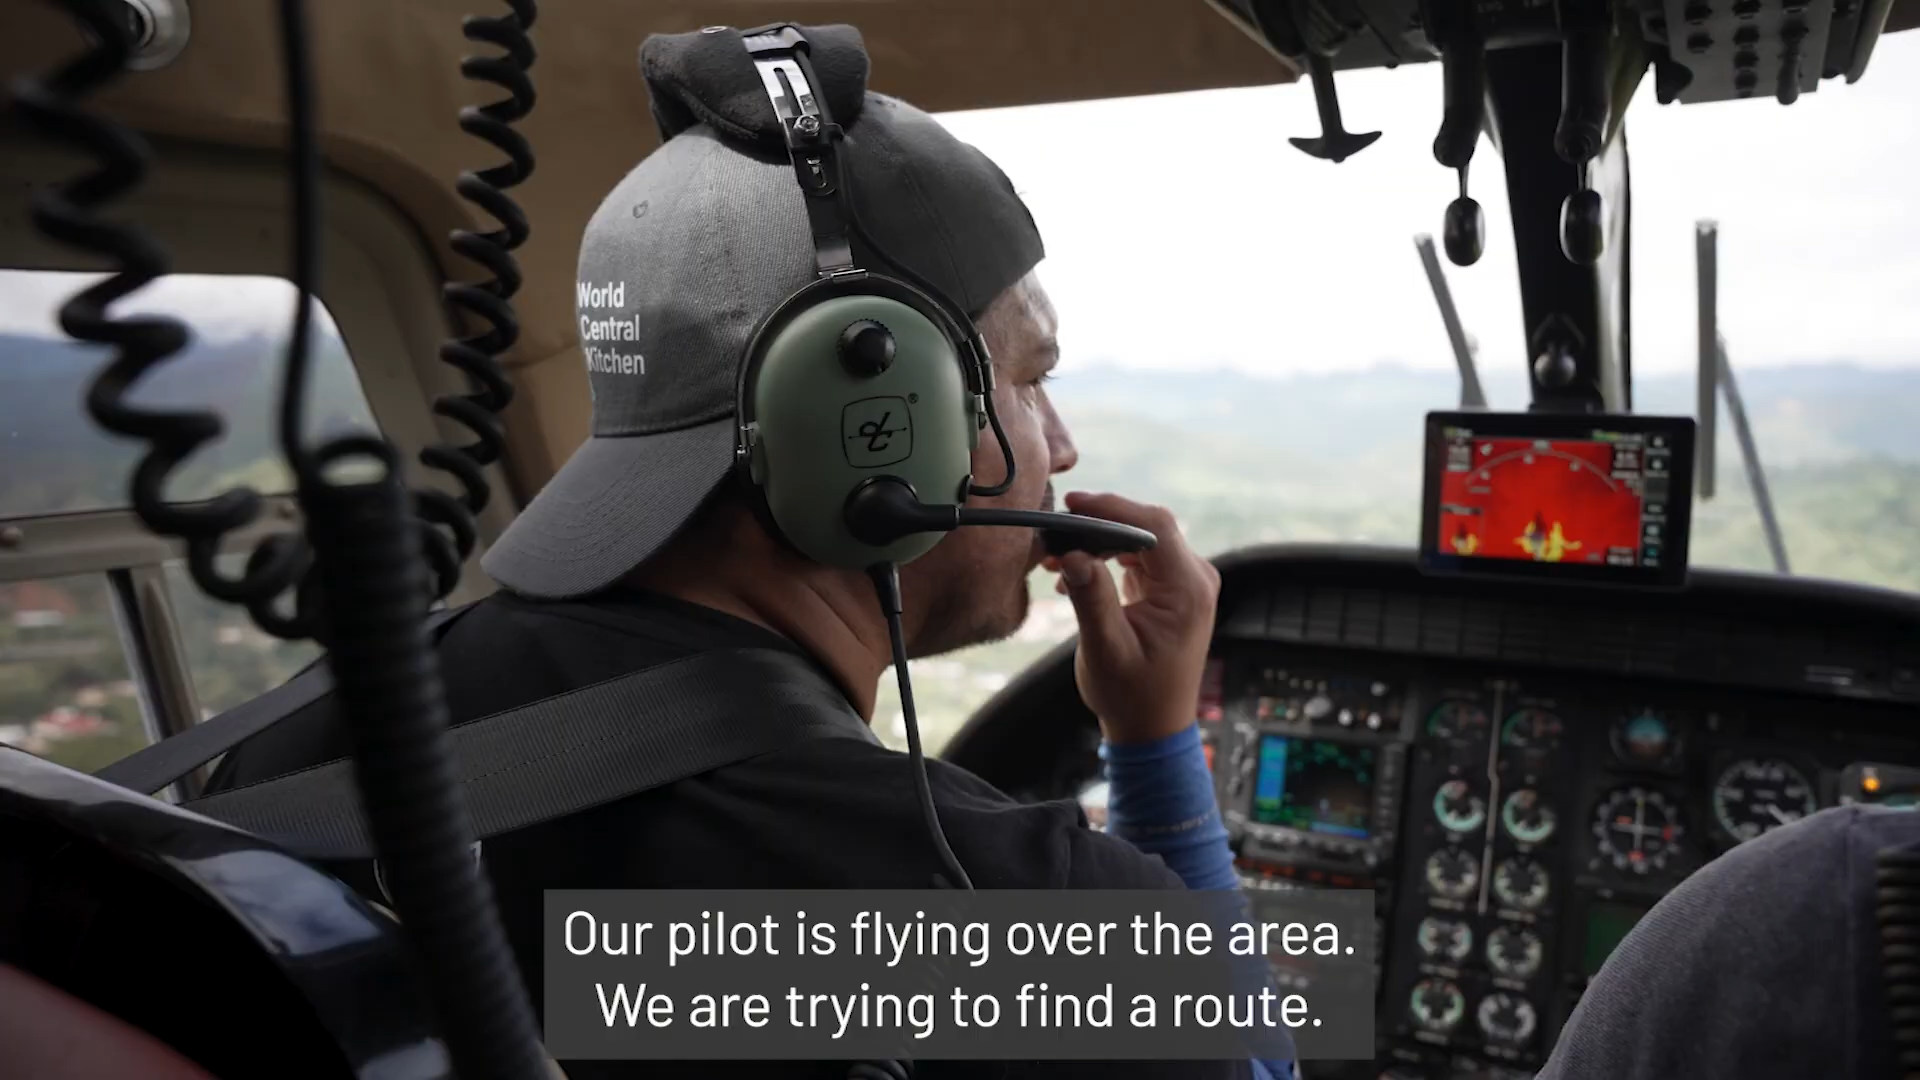 World
Central
Kitchen
Our pilot is flying over the area.
We are trying to find a route.